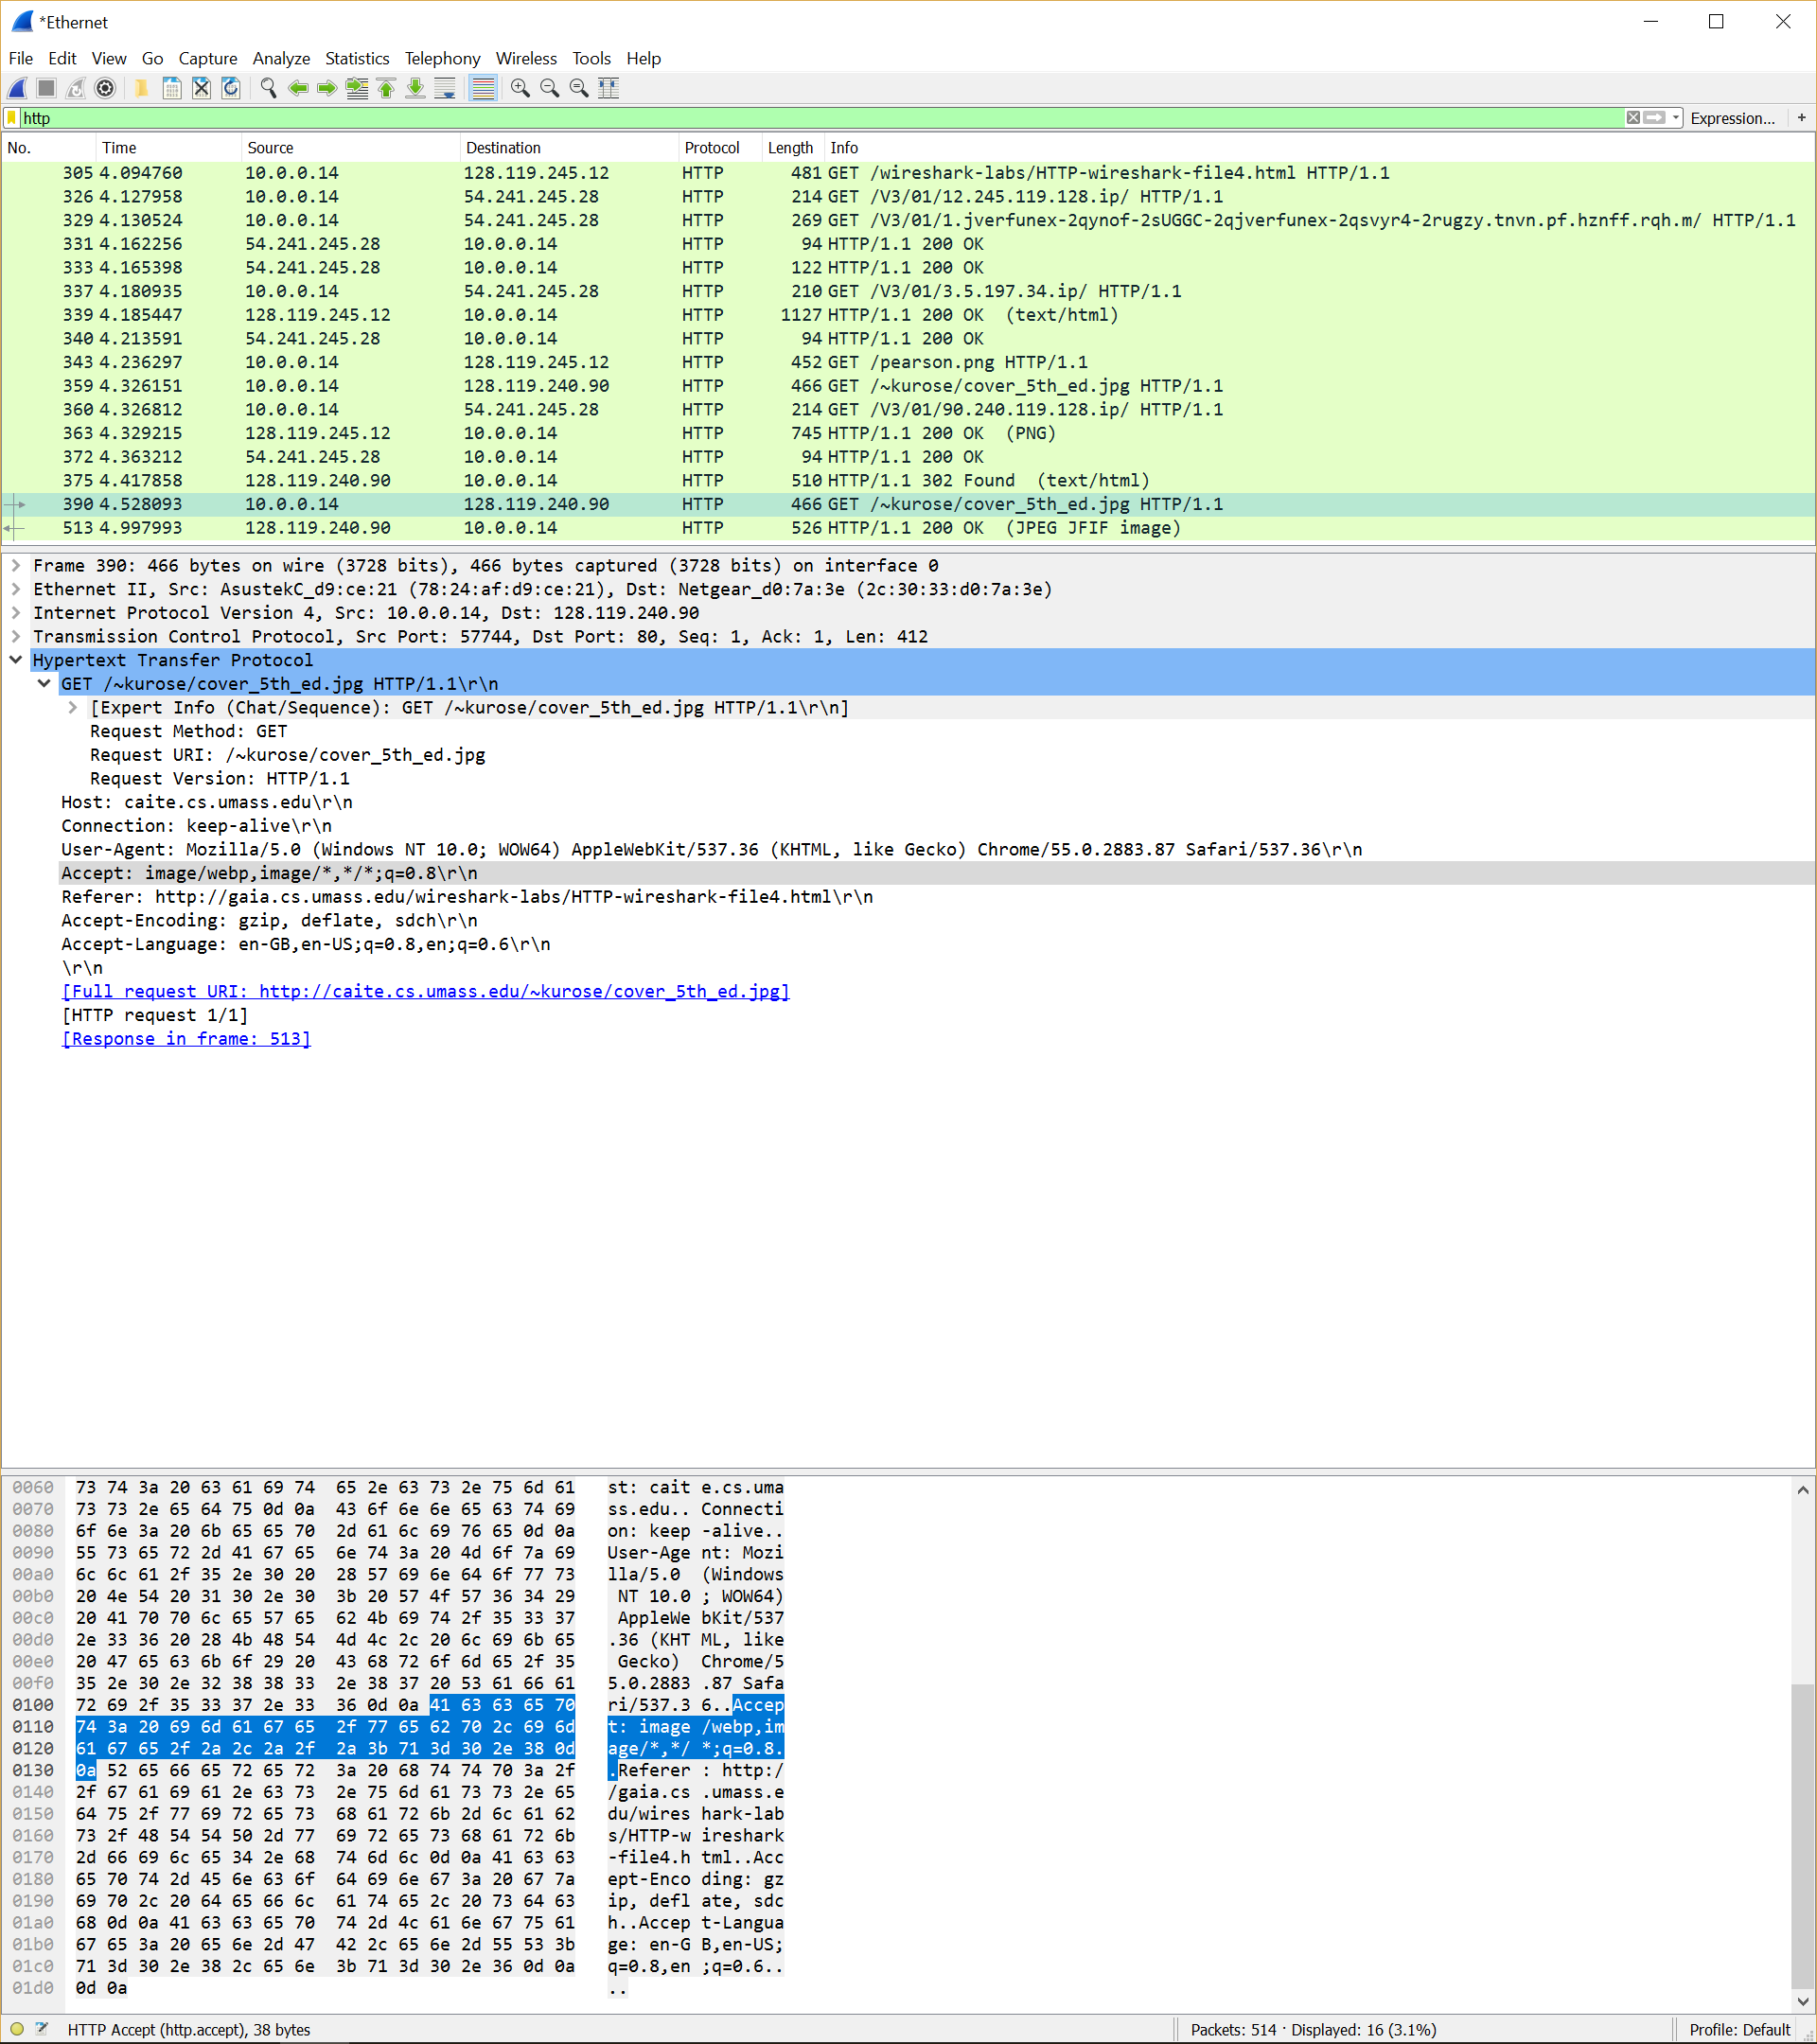 *Ethernet
File Edit View Go Capture Analyze Statistics Telephony Wireless Tools Help
http
Expression... +
No. Time Source Destination Protocol Length Info
305 4.094760 10.0.0.14 128.119.245.12 HTTP 481 GET /wireshark-labs/HTTP-wireshark-file4.html HTTP/1.1
326 4.127958 10.0.0.14 54.241.245.28 HTTP 214 GET /V3/01/12.245.119.128.ip/ HTTP/1.1
329 4.130524 10.0.0.14 54.241.245.28 HTTP 269 GET /V3/01/1.jverfunex-2qynof-2sUGGC-2qjverfunex-2qsvyr4-2rugzy.tnvn.pf.hznff.rqh.m/ HTTP/1.1
331 4.162256 54.241.245.28 10.0.0.14 HTTP 94 HTTP/1.1 200 OK
333 4.165398 54.241.245.28 10.0.0.14 HTTP 122 HTTP/1.1 200 OK
337 4.180935 10.0.0.14 54.241.245.28 HTTP 210 GET /V3/01/3.5.197.34.ip/ HTTP/1.1
339 4.185447 128.119.245.12 10.0.0.14 HTTP 1127 HTTP/1.1 200 OK (text/html)
340 4.213591 54.241.245.28 10.0.0.14 HTTP 94 HTTP/1.1 200 OK
343 4.236297 10.0.0.14 128.119.245.12 HTTP 452 GET /pearson.png HTTP/1.1
359 4.326151 10.0.0.14 128.119.240.90 HTTP 466 GET /~kurose/cover_5th_ed.jpg HTTP/1.1
360 4.326812 10.0.0.14 54.241.245.28 HTTP 214 GET /V3/01/90.240.119.128.ip/ HTTP/1.1
363 4.329215 128.119.245.12 10.0.0.14 HTTP 745 HTTP/1.1 200 OK (PNG)
372 4.363212 54.241.245.28 10.0.0.14 HTTP 94 HTTP/1.1 200 OK
375 4.417858 128.119.240.90 10.0.0.14 HTTP 510 HTTP/1.1 302 Found (text/html)
390 4.528093 10.0.0.14 128.119.240.90 HTTP 466 GET /~kurose/cover_5th_ed.jpg HTTP/1.1
513 4.997993 128.119.240.90 10.0.0.14 HTTP 526 HTTP/1.1 200 OK (JPEG JFIF image)
Frame 390: 466 bytes on wire (3728 bits), 466 bytes captured (3728 bits) on interface 0
Ethernet II, Src: AsustekC_d9:ce:21 (78:24:af:d9:ce:21), Dst: Netgear_d0:7a:3e (2c:30:33:d0:7a:3e)
Internet Protocol Version 4, Src: 10.0.0.14, Dst: 128.119.240.90
Transmission Control Protocol, Src Port: 57744, Dst Port: 80, Seq: 1, Ack: 1, Len: 412
Hypertext Transfer Protocol
GET /~kurose/cover_5th_ed.jpg HTTP/1.1\r\n
[Expert Info (Chat/Sequence): GET /~kurose/cover_5th_ed.jpg HTTP/1.1\r\n]
Request Method: GET
Request URI: /~kurose/cover_5th_ed.jpg
Request Version: HTTP/1.1
Host: caite.cs.umass.edu\r\n
Connection: keep-alive\r\n
User-Agent: Mozilla/5.0 (Windows NT 10.0; WOW64) AppleWebKit/537.36 (KHTML, like Gecko) Chrome/55.0.2883.87 Safari/537.36\r\n
Accept: image/webp,image/*,*/*;q=0.8\r\n
Referer: http://gaia.cs.umass.edu/wireshark-labs/HTTP-wireshark-file4.html\r\n
Accept-Encoding: gzip, deflate, sdch\r\n
Accept-Language: en-GB,en-US;q=0.8,en;q=0.6\r\n
\r\n
[Full request URI: http://caite.cs.umass.edu/~kurose/cover_5th_ed.jpg]
[HTTP request 1/1]
[Response in frame: 513]
0060 73 74 3a 20 63 61 69 74 65 2e 63 73 2e 75 6d 61 st: cait e.cs.uma
0070 73 73 2e 65 64 75 0d 0a 43 6f 6e 6e 65 63 74 69 ss.edu.. Connecti
0080 6f 6e 3a 20 6b 65 65 70 2d 61 6c 69 76 65 0d 0a on: keep -alive..
0090 55 73 65 72 2d 41 67 65 6e 74 3a 20 4d 6f 7a 69 User-Age nt: Mozi
00a0 6c 6c 61 2f 35 2e 30 20 28 57 69 6e 64 6f 77 73 lla/5.0 (Windows
00b0 20 4e 54 20 31 30 2e 30 3b 20 57 4f 57 36 34 29 NT 10.0 ; WOW64)
00c0 20 41 70 70 6c 65 57 65 62 4b 69 74 2f 35 33 37 AppleWe bKit/537
00d0 2e 33 36 20 28 4b 48 54 4d 4c 2c 20 6c 69 6b 65 .36 (KHT ML, like
00e0 20 47 65 63 6b 6f 29 20 43 68 72 6f 6d 65 2f 35 Gecko) Chrome/5
00f0 35 2e 30 2e 32 38 38 33 2e 38 37 20 53 61 66 61 5.0.2883 .87 Safa
0100 72 69 2f 35 33 37 2e 33 36 0d 0a 41 63 63 65 70 ri/537.3 6..Accep
0110 74 3a 20 69 6d 61 67 65 2f 77 65 62 70 2c 69 6d t: image /webp,im
0120 61 67 65 2f 2a 2c 2a 2f 2a 3b 71 3d 30 2e 38 0d age/*,*/ *;q=0.8.
0130 0a 52 65 66 65 72 65 72 3a 20 68 74 74 70 3a 2f .Referer : http:/
0140 2f 67 61 69 61 2e 63 73 2e 75 6d 61 73 73 2e 65 /gaia.cs .umass.e
0150 64 75 2f 77 69 72 65 73 68 61 72 6b 2d 6c 61 62 du/wires hark-lab
0160 73 2f 48 54 54 50 2d 77 69 72 65 73 68 61 72 6b s/HTTP-w ireshark
0170 2d 66 69 6c 65 34 2e 68 74 6d 6c 0d 0a 41 63 63 -file4.h tml..Acc
0180 65 70 74 2d 45 6e 63 6f 64 69 6e 67 3a 20 67 7a ept-Enco ding: gz
0190 69 70 2c 20 64 65 66 6c 61 74 65 2c 20 73 64 63 ip, defl ate, sdc
01a0 68 0d 0a 41 63 63 65 70 74 2d 4c 61 6e 67 75 61 h..Accep t-Langua
01b0 67 65 3a 20 65 6e 2d 47 42 2c 65 6e 2d 55 53 3b ge: en-G B,en-US;
01c0 71 3d 30 2e 38 2c 65 6e 3b 71 3d 30 2e 36 0d 0a q=0.8,en ;q=0.6..
01d0 0d 0a ..
HTTP Accept (http.accept), 38 bytes
Packets: 514 · Displayed: 16 (3.1%)
Profile: Default